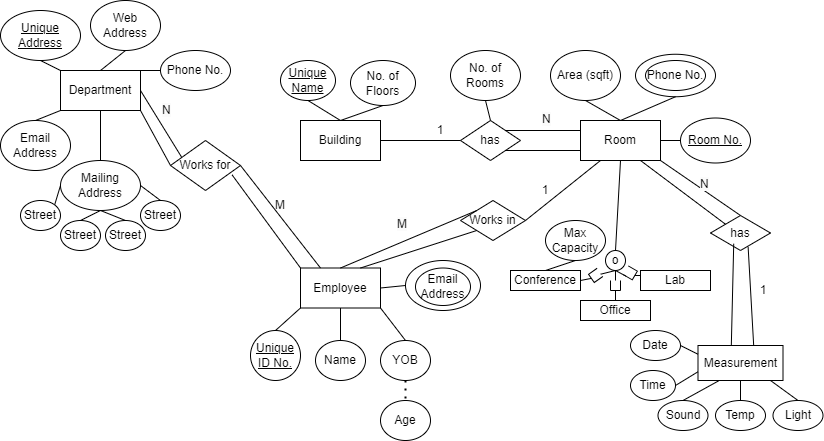 Unique
Address
Web
Address
Phone No.
Department
N
Email
Address
Mailing
Address
Street
Street
Street
Street
Works for
M
Unique
Name
No. of
Floors
Building
1
No. of
Rooms
has
N
Area (sqft)
Phone No.
Room
Room No.
1
M
Works in
N
has
1
Max
Capacity
o
Conference
Lab
Office
Employee
Email
Address
Unique
ID No.
Name
YOB
Age
Date
Time
Measurement
Sound
Temp
Light